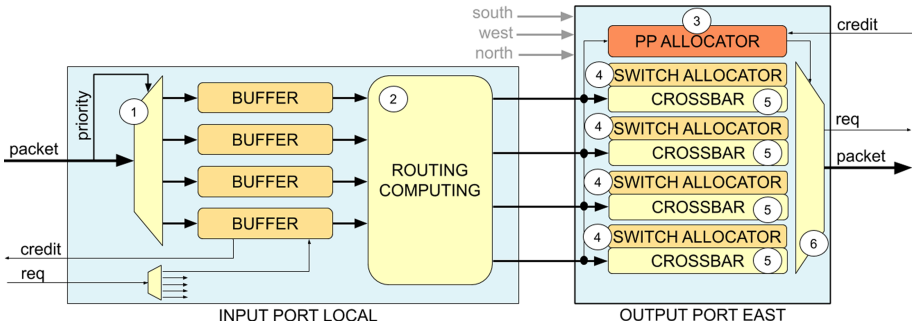 south
west
north
3
PP ALLOCATOR
credit
priority
packet
1
BUFFER
BUFFER
BUFFER
BUFFER
2
ROUTING
COMPUTING
4
SWITCH ALLOCATOR
CROSSBAR
5
4
SWITCH ALLOCATOR
CROSSBAR
5
4
SWITCH ALLOCATOR
CROSSBAR
5
4
SWITCH ALLOCATOR
CROSSBAR
5
6
req
packet
credit
req
INPUT PORT LOCAL
OUTPUT PORT EAST